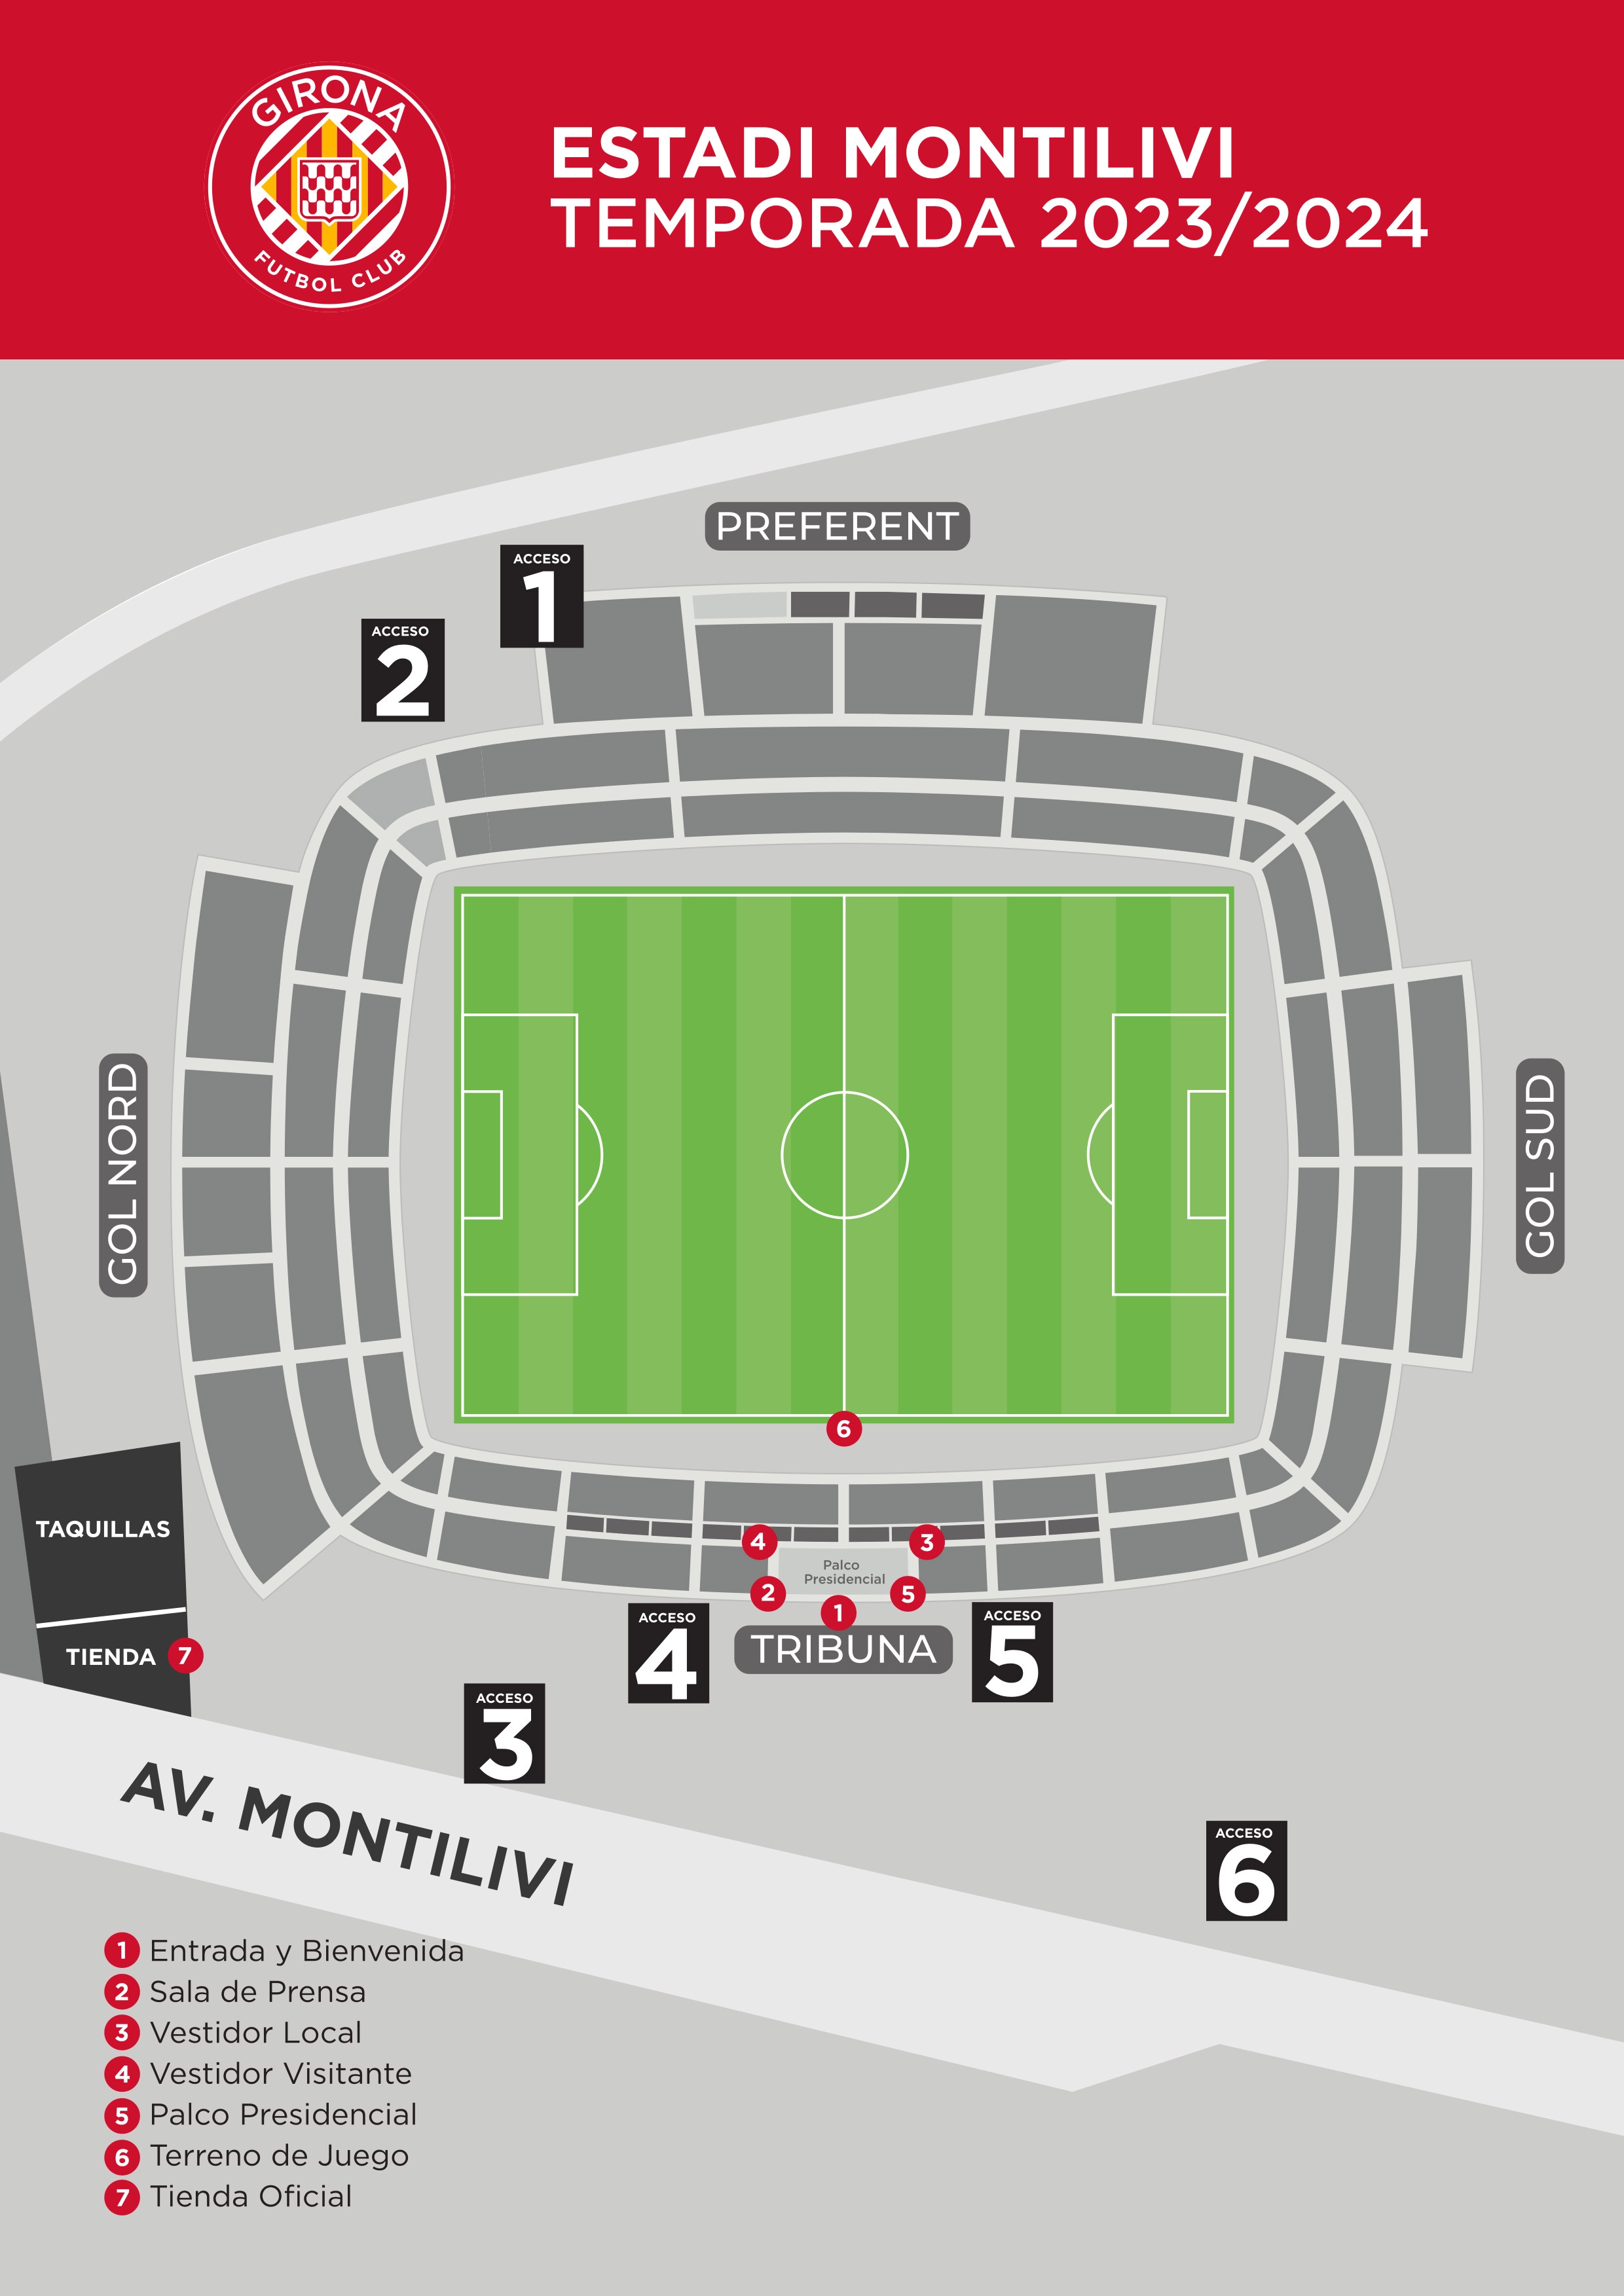 GIRONA
FUTBOL CLUB
ESTADI MONTILIVI
TEMPORADA 2023/2024
PREFERENT
ACCESO
1
ACCESO
2
GOL NORD
GOL SUD
6
TAQUILLAS
4
3
Palco
Presidencial
2
5
1
ACCESO
4
TRIBUNA
ACCESO
5
TIENDA 7
ACCESO
3
AV. MONTILIVI
ACCESO
6
1 Entrada y Bienvenida
2 Sala de Prensa
3 Vestidor Local
4 Vestidor Visitante
5 Palco Presidencial
6 Terreno de Juego
7 Tienda Oficial